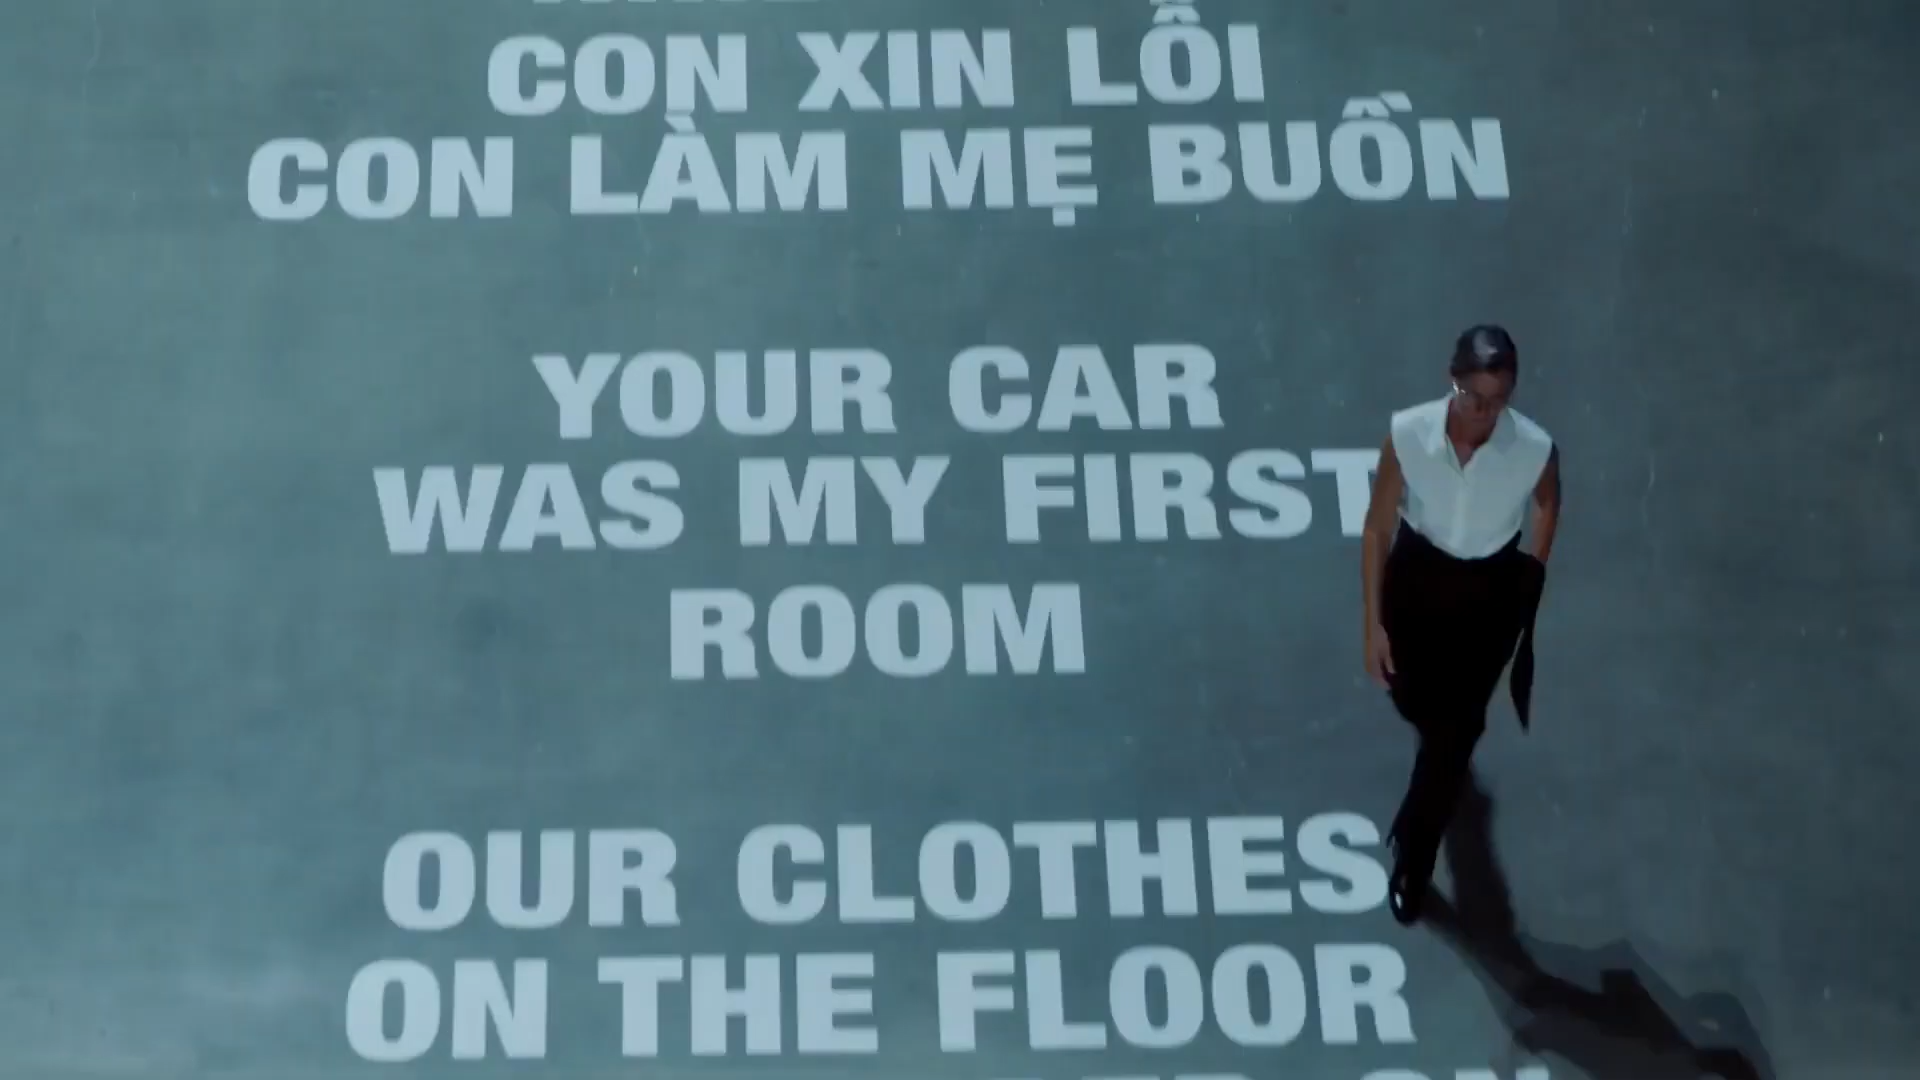 CON XIN LỖI
CON LÀM MẸ BUỒN
YOUR CAR
WAS MY FIRST
ROOM
OUR CLOTHES
ON THE FLOOR